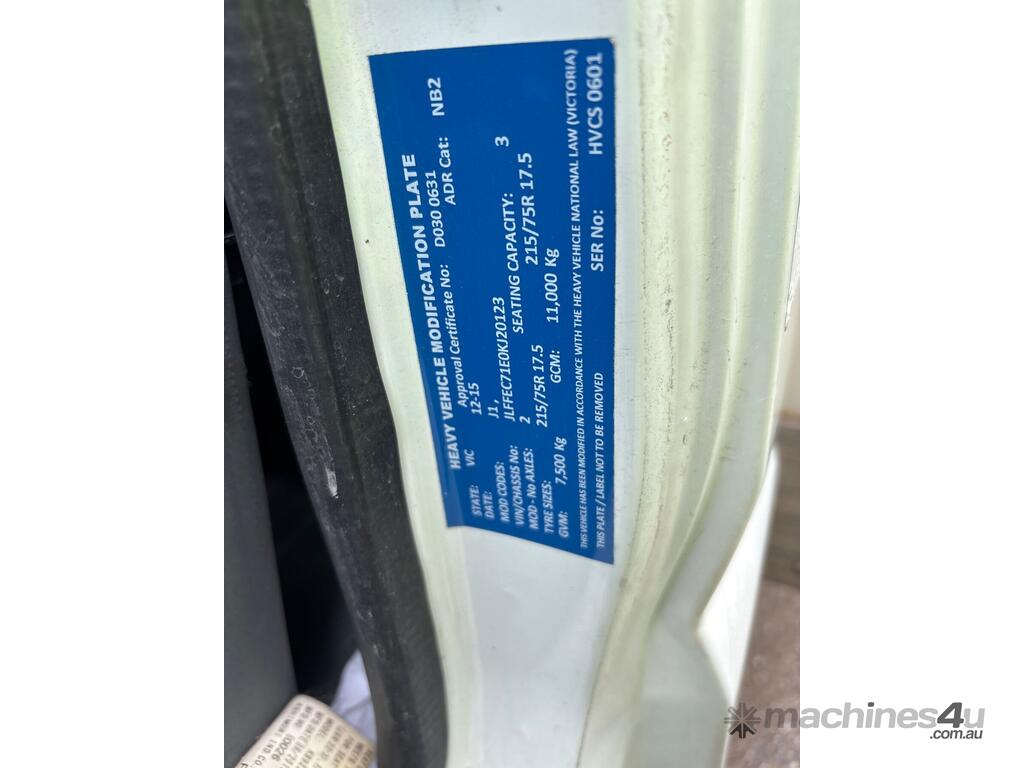 HEAVY VEHICLE MODIFICATION PLATE
STATE: VIC Approval Certificate No: D030 0631
DATE: 12-15 ADR Cat: NB2
MOD CODES: J1 ,
VIN/CHASSIS No: JLFFEC71E0KJ20123
MOD - No AXLES: 2 SEATING CAPACITY: 3
TYRE SIZES: 215/75R 17.5 215/75R 17.5
GVM: 7,500 Kg GCM: 11,000 Kg
THIS VEHICLE HAS BEEN MODIFIED IN ACCORDANCE WITH THE HEAVY VEHICLE NATIONAL LAW (VICTORIA)
THIS PLATE / LABEL NOT TO BE REMOVED SER No: HVCS 0601
machines4u
.com.au